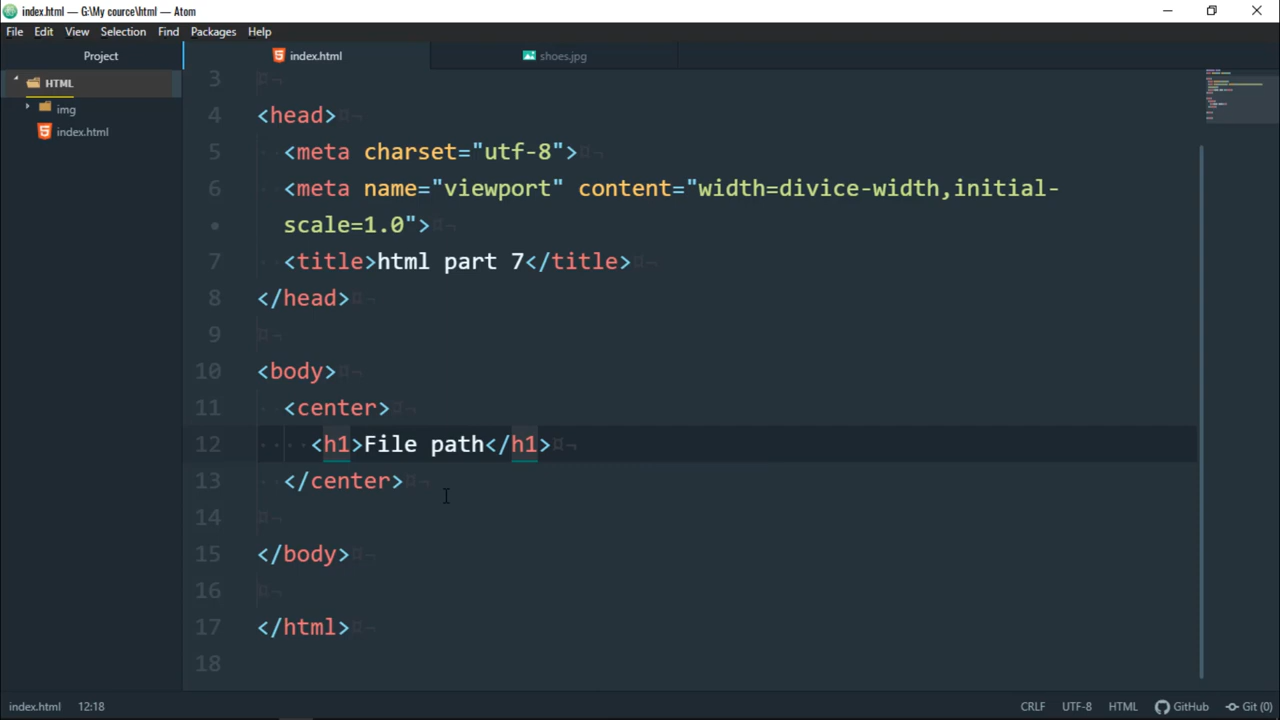 index.html — G:\My cource\html — Atom
File Edit View Selection Find Packages Help
Project
index.html
shoes.jpg
HTML
img
index.html
3
4 <head>
5 <meta charset="utf-8">
6 <meta name="viewport" content="width=divice-width,initial-
scale=1.0">
7 <title>html part 7</title>
8 </head>
9
10 <body>
11 <center>
12 <h1>File path</h1>
13 </center>
14
15 </body>
16
17 </html>
18
index.html 12:18 CRLF UTF-8 HTML GitHub Git (0)